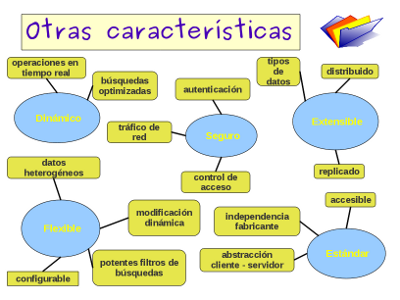 Otras características
operaciones en
tiempo real
búsquedas
optimizadas
Dinámico
autenticación
tráfico de
red
Seguro
control de
acceso
tipos
de
datos
distribuido
Extensible
replicado
datos
heterogéneos
modificación
dinámica
Flexible
potentes filtros de
búsquedas
configurable
accesible
independencia
fabricante
abstracción
cliente - servidor
Estándar